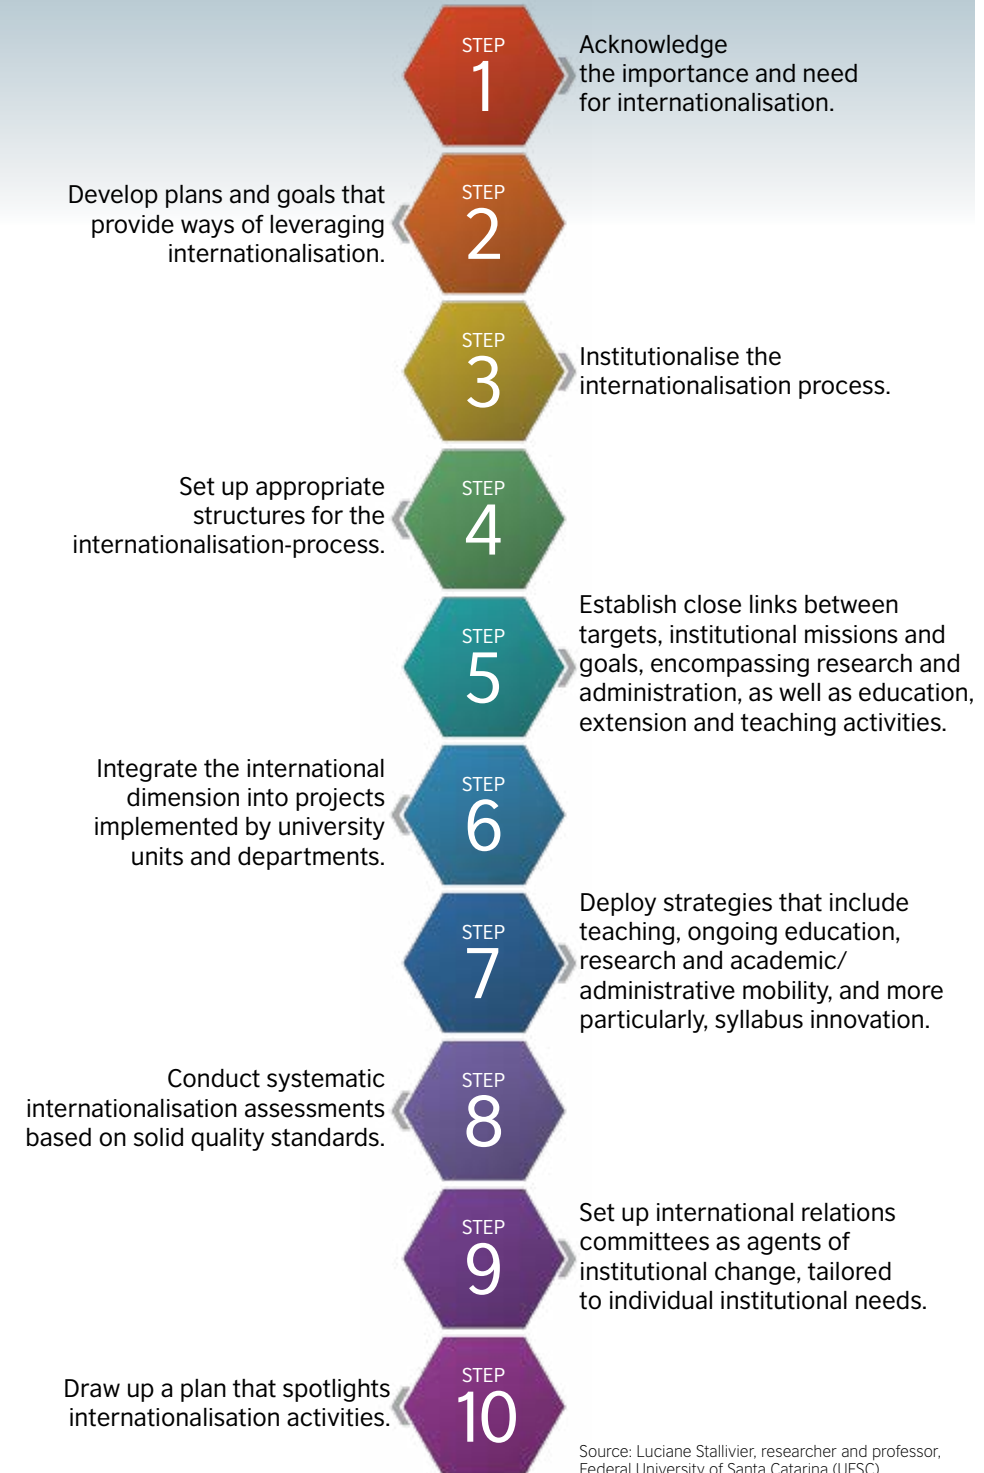 STEP
1
Acknowledge
the importance and need
for internationalisation.
STEP
2
Develop plans and goals that
provide ways of leveraging
internationalisation.
STEP
3
Institutionalise the
internationalisation process.
STEP
4
Set up appropriate
structures for the
internationalisation-process.
STEP
5
Establish close links between
targets, institutional missions and
goals, encompassing research and
administration, as well as education,
extension and teaching activities.
STEP
6
Integrate the international
dimension into projects
implemented by university
units and departments.
STEP
7
Deploy strategies that include
teaching, ongoing education,
research and academic/
administrative mobility, and more
particularly, syllabus innovation.
STEP
8
Conduct systematic
internationalisation assessments
based on solid quality standards.
STEP
9
Set up international relations
committees as agents of
institutional change, tailored
to individual institutional needs.
STEP
10
Draw up a plan that spotlights
internationalisation activities.
Source: Luciane Stallivier, researcher and professor,
Federal University of Santa Catarina (UFSC)